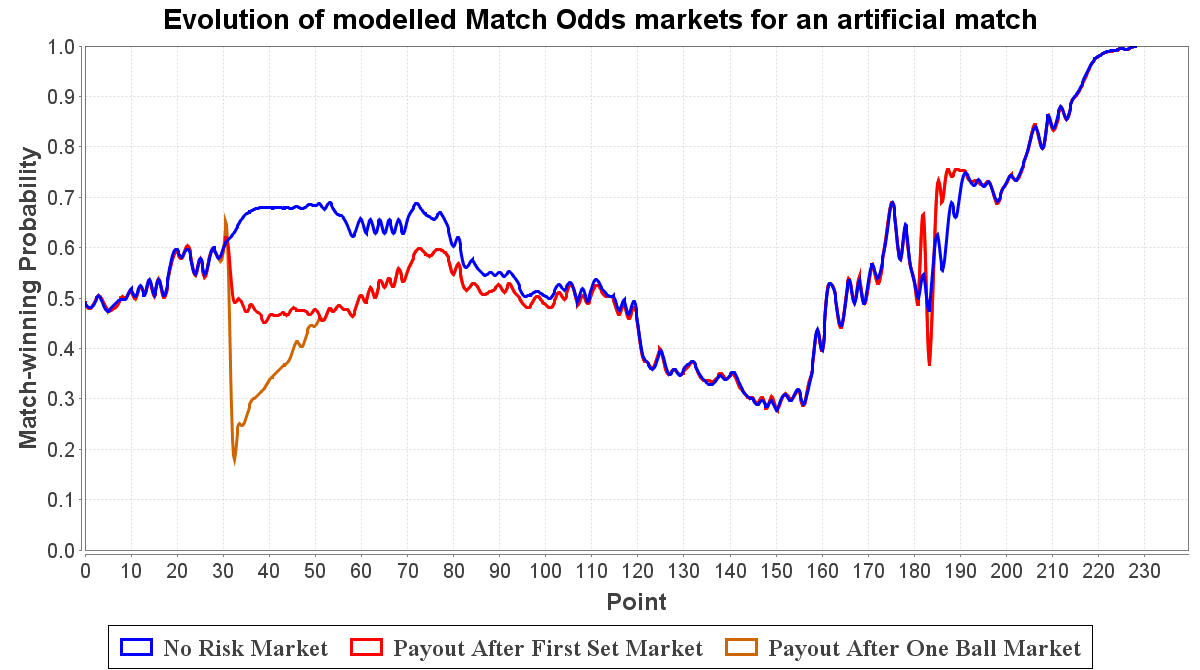 Evolution of modelled Match Odds markets for an artificial match
Match-winning Probability
1.0
0.9
0.8
0.7
0.6
0.5
0.4
0.3
0.2
0.1
0.0
0 10 20 30 40 50 60 70 80 90 100 110 120 130 140 150 160 170 180 190 200 210 220 230
Point
No Risk Market Payout After First Set Market Payout After One Ball Market